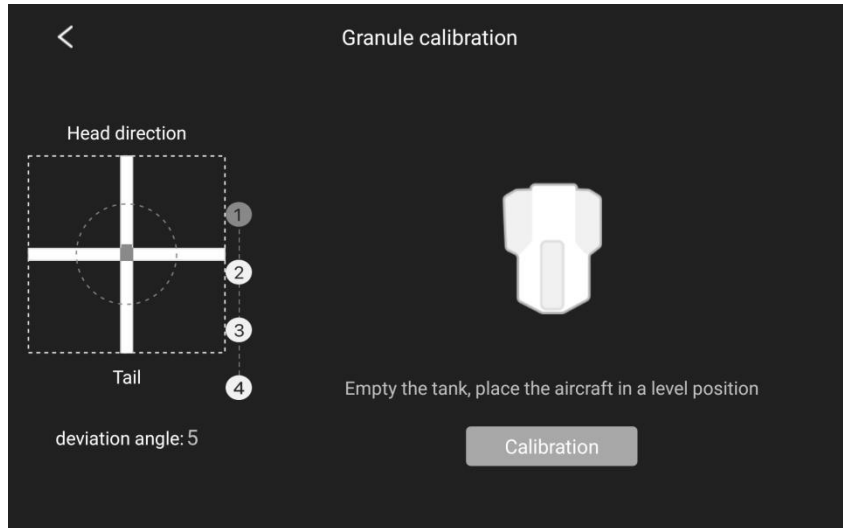 Granule calibration
Head direction
1
2
3
4
Tail
deviation angle: 5
Empty the tank, place the aircraft in a level position
Calibration